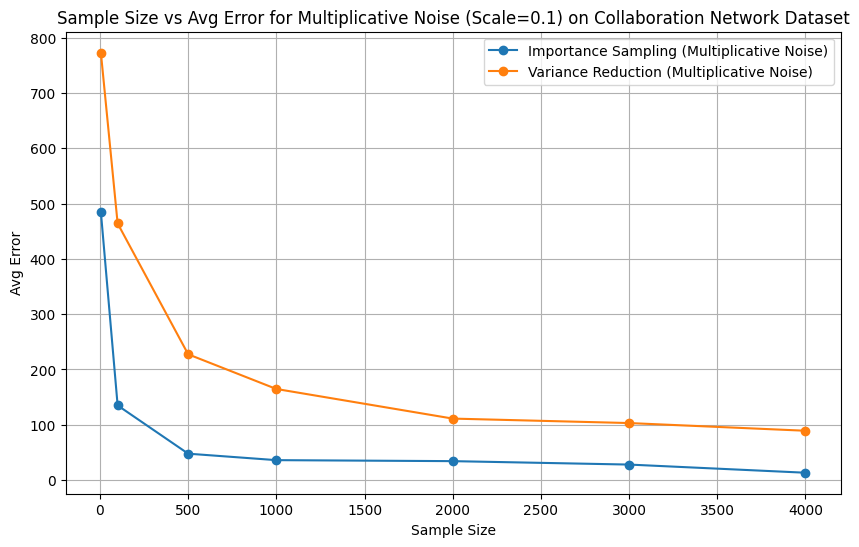 Sample Size vs Avg Error for Multiplicative Noise (Scale=0.1) on Collaboration Network Dataset
Importance Sampling (Multiplicative Noise)
Variance Reduction (Multiplicative Noise)
Avg Error
800
700
600
500
400
300
200
100
0
0 500 1000 1500 2000 2500 3000 3500 4000
Sample Size